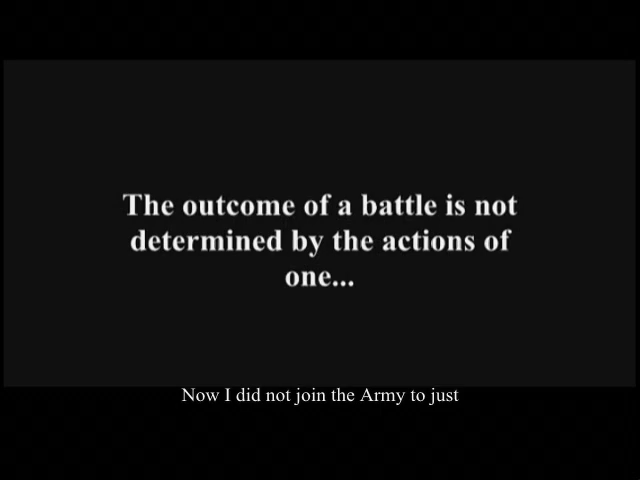 The outcome of a battle is not
determined by the actions of
one...
Now I did not join the Army to just